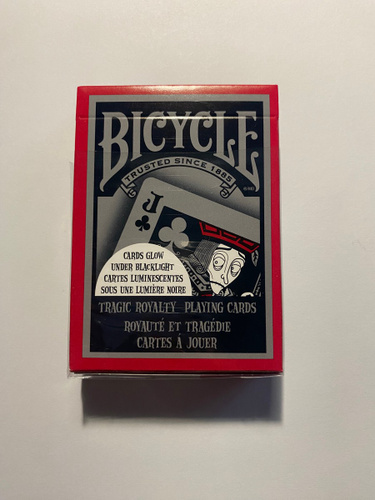 BICYCLE
TRUSTED SINCE 1885
J
CARDS GLOW
UNDER BLACKLIGHT
CARTES LUMINESCENTES
SOUS UNE LUMIÈRE NOIRE
TRAGIC ROYALTY PLAYING CARDS
ROYAUTÉ ET TRAGÉDIE
CARTES À JOUER